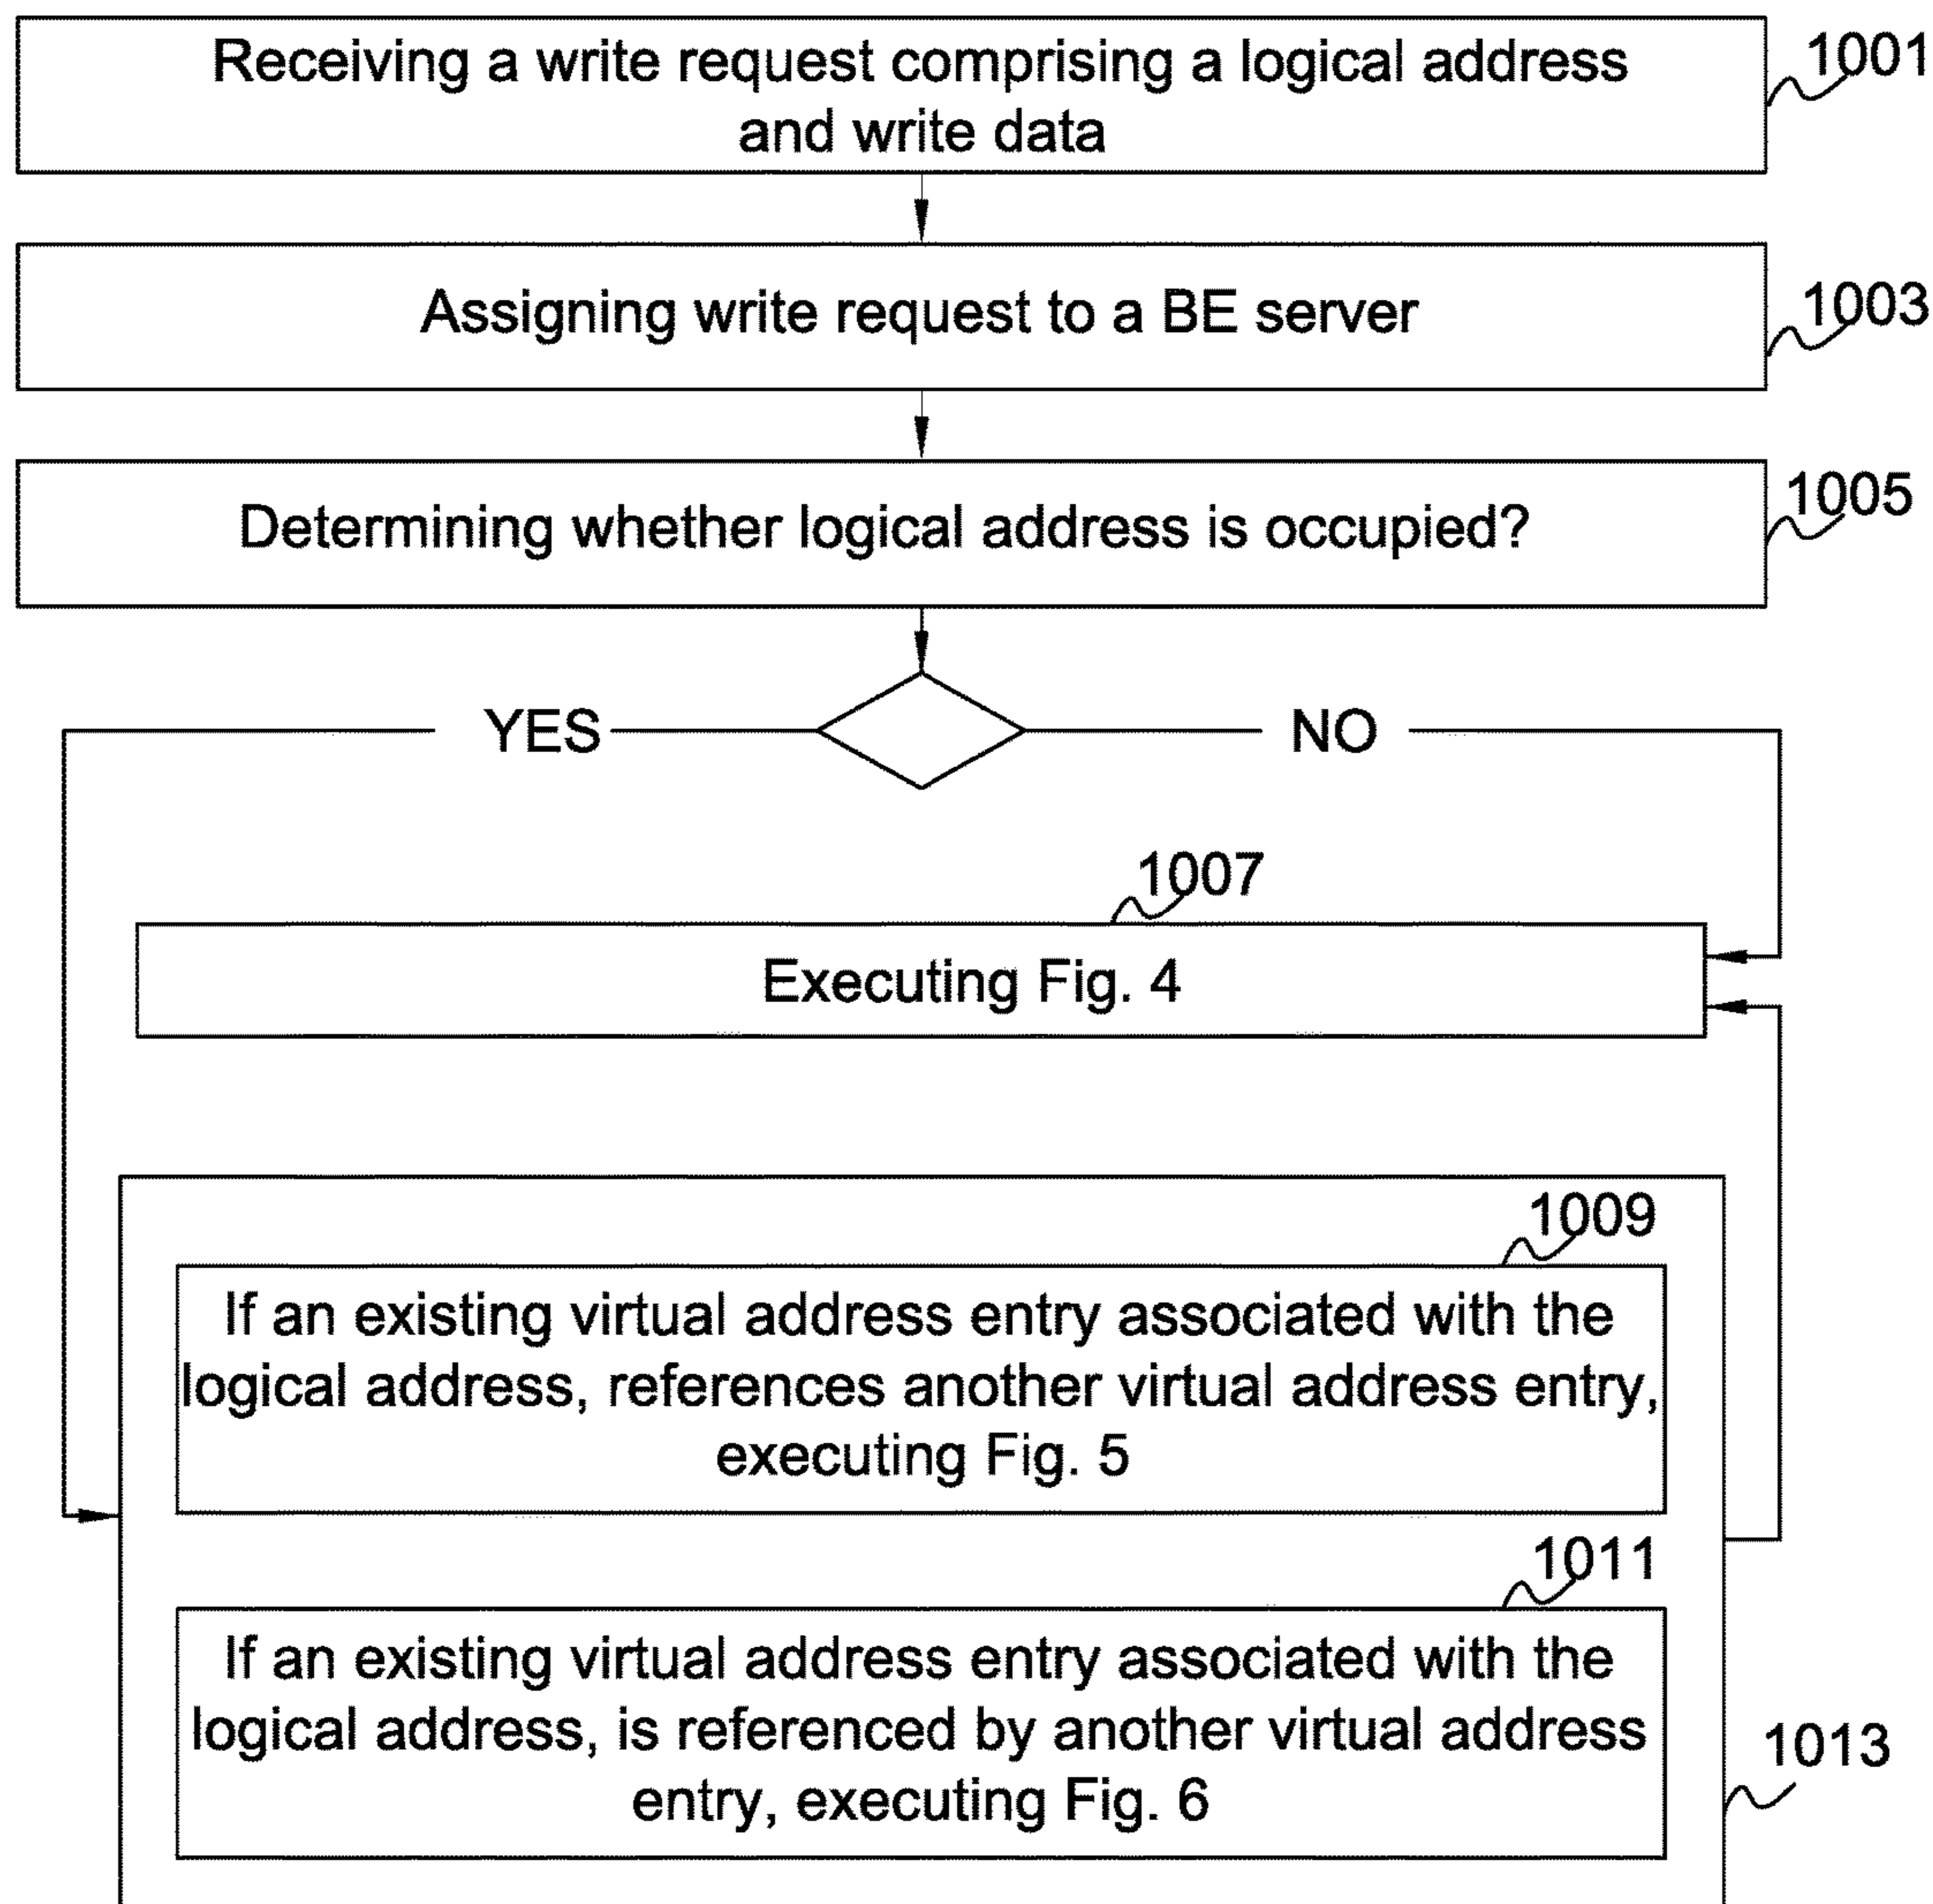 Receiving a write request comprising a logical address
and write data
1001
Assigning write request to a BE server
1003
Determining whether logical address is occupied?
1005
YES
NO
1007
Executing Fig. 4
1009
If an existing virtual address entry associated with the
logical address, references another virtual address entry,
executing Fig. 5
1011
If an existing virtual address entry associated with the
logical address, is referenced by another virtual address
entry, executing Fig. 6
1013